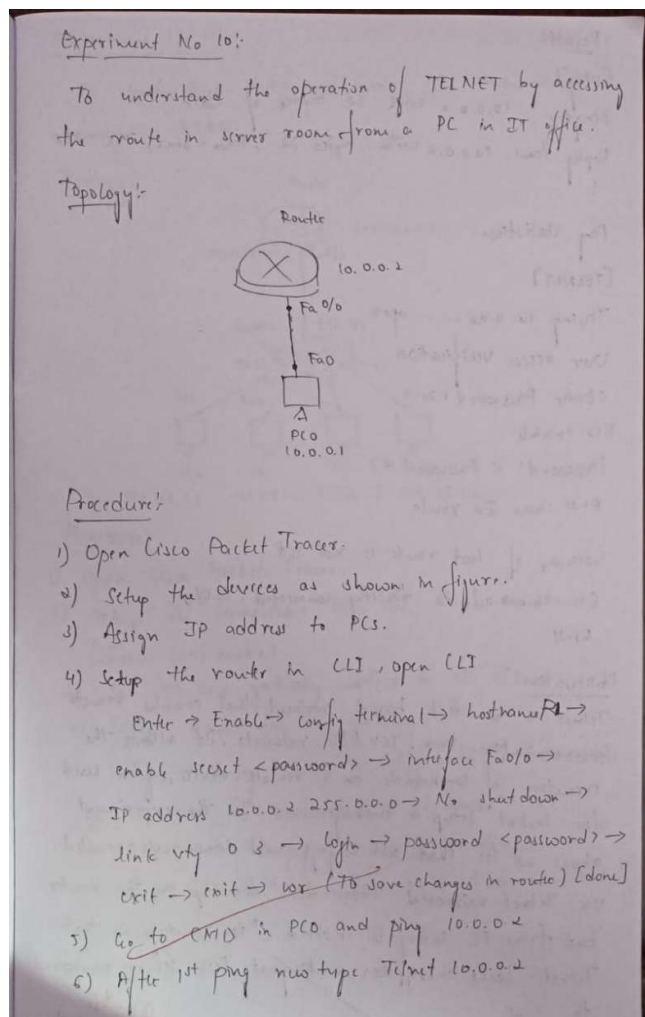 Experiment No 10:-
To understand the operation of TELNET by accessing
the route in server room from a PC in IT office.
Topology:-
Router
10.0.0.2
Fa 0/0
Fa0
PC0
10.0.0.1
Procedure:-
1) Open Cisco Packet Tracer.
2) Setup the devices as shown in figure.
3) Assign IP address to PCs.
4) Setup the router in CLI, open CLI
Enter → Enable → config terminal → hostname R1 →
enable secret <password> → interface Fa0/0 →
IP address 10.0.0.2 255.0.0.0 → No shut down →
link vty 0 3 → login → password <password> →
exit → exit → wr (To save changes in router) [done]
5) Go to CMD in PC0 and ping 10.0.0.2
6) After 1st ping type Telnet 10.0.0.2